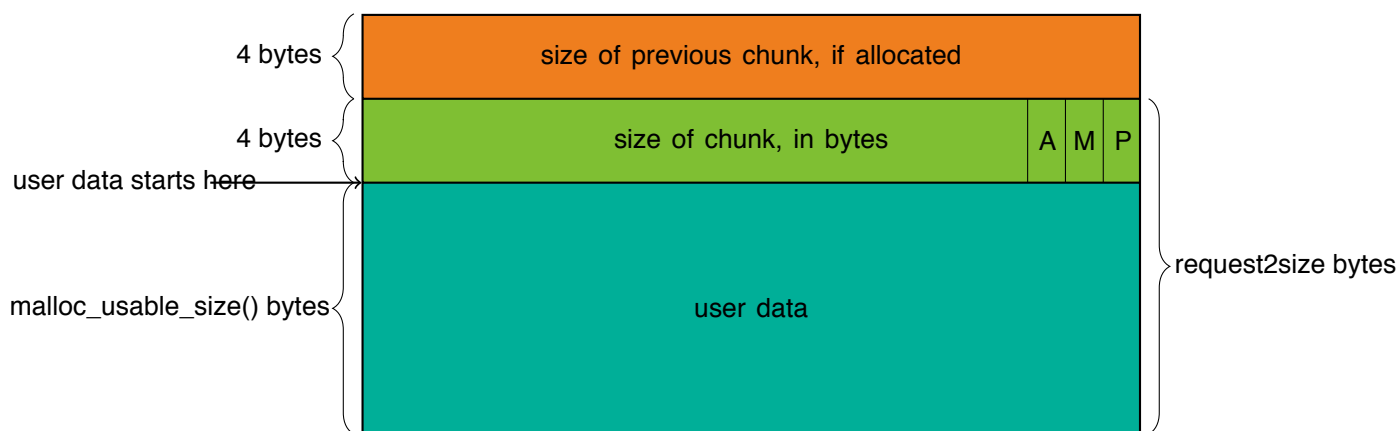 4 bytes
size of previous chunk, if allocated
4 bytes
size of chunk, in bytes
A
M
P
user data starts here
request2size bytes
malloc_usable_size() bytes
user data